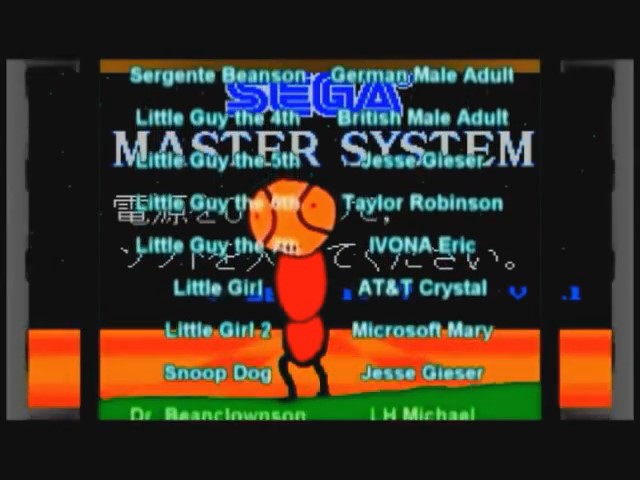 Sergente Beanson German Male Adult
SEGA
Little Guy the 4th British Male Adult
MASTER SYSTEM
Little Guy the 5th Jesse Gieser
Little Guy the 6th Taylor Robinson
電源を
Little Guy the 7th IVONA Eric
ソフトを入 てください。
Little Girl AT&T Crystal
Little Girl 2 Microsoft Mary
Snoop Dog Jesse Gieser
Dr. Beanclownson LH Michael